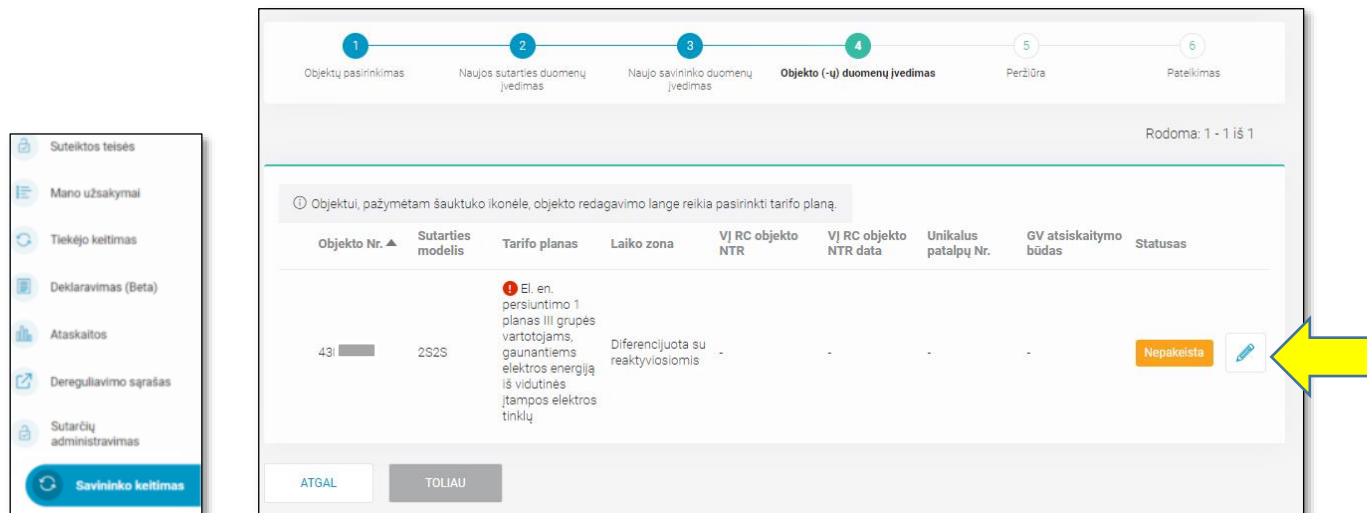 Suteiktos teisės
Mano užsakymai
Tiekėjo keitimas
Deklaravimas (Beta)
Ataskaitos
Dereguliavimo sąrašas
Sutarčių
administravimas
Savininko keitimas
1
2
3
4
5
6
Objektų pasirinkimas
Naujos sutarties duomenų
įvedimas
Naujo savininko duomenų
įvedimas
Objekto (-ų) duomenų įvedimas
Peržiūra
Pateikimas
Rodoma: 1 - 1 iš 1
Objektui, pažymėtam šauktuko ikonėle, objekto redagavimo lange reikia pasirinkti tarifo planą.
Objekto Nr. ▲
Sutarties
modelis
Tarifo planas
Laiko zona
VĮ RC objekto
NTR
VĮ RC objekto
NTR data
Unikalus
patalpų Nr.
GV atsiskaitymo
būdas
Statusas
43
2S2S
El. en.
persiuntimo 1
planas III grupės
vartotojams,
gaunantiems
elektros energiją
iš vidutinės
įtampos elektros
tinklų
Diferencijuota su
reaktyviosiomis
-
-
-
-
Nepakeista
ATGAL
TOLIAU